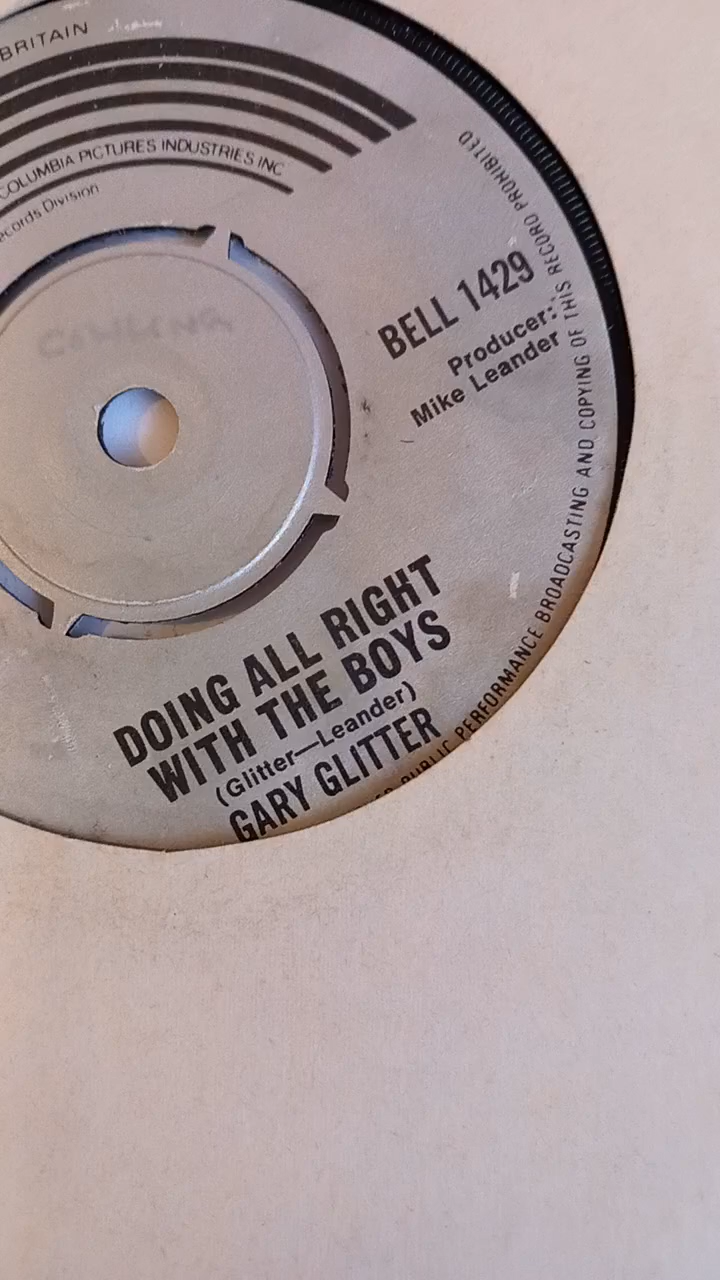 BRITAIN
COLUMBIA PICTURES INDUSTRIES INC
Division
BELL 1429
Producer:
Mike Leander
DOING ALL RIGHT
WITH THE BOYS
(Glitter—Leander)
GARY GLITTER
PUBLIC PERFORMANCE BROADCASTING AND COPYING OF THIS RECORD PROHIBITED